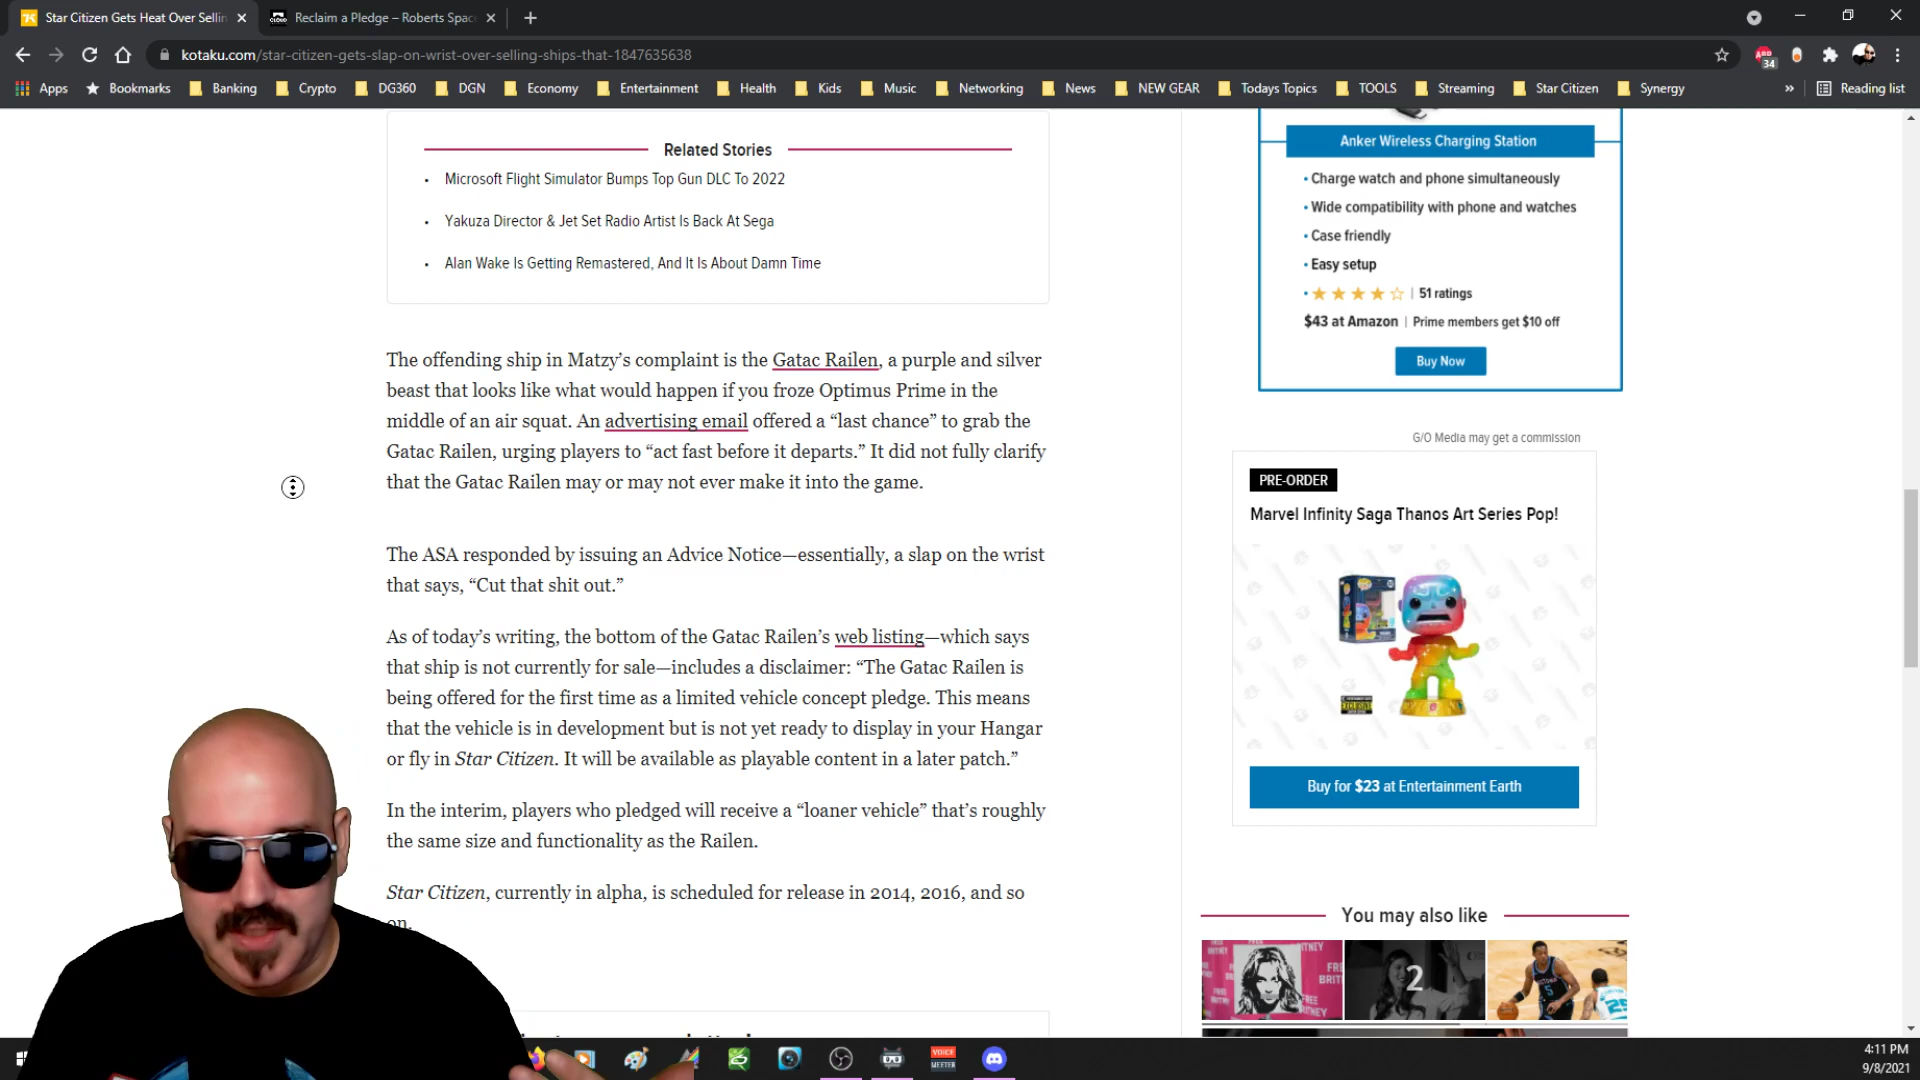 Star Citizen Gets Heat Over Sellin
Reclaim a Pledge – Roberts Spac
kotaku.com/star-citizen-gets-slap-on-wrist-over-selling-ships-that-1847635638
34
Apps
Bookmarks
Banking
Crypto
DG360
DGN
Economy
Entertainment
Health
Kids
Music
Networking
News
NEW GEAR
Todays Topics
TOOLS
Streaming
Star Citizen
Synergy
»
Reading list
Related Stories
• Microsoft Flight Simulator Bumps Top Gun DLC To 2022
• Yakuza Director & Jet Set Radio Artist Is Back At Sega
• Alan Wake Is Getting Remastered, And It Is About Damn Time
The offending ship in Matzy’s complaint is the Gatac Railen, a purple and silver
beast that looks like what would happen if you froze Optimus Prime in the
middle of an air squat. An advertising email offered a “last chance” to grab the
Gatac Railen, urging players to “act fast before it departs.” It did not fully clarify
that the Gatac Railen may or may not ever make it into the game.
The ASA responded by issuing an Advice Notice—essentially, a slap on the wrist
that says, “Cut that shit out.”
As of today’s writing, the bottom of the Gatac Railen’s web listing—which says
that ship is not currently for sale—includes a disclaimer: “The Gatac Railen is
being offered for the first time as a limited vehicle concept pledge. This means
that the vehicle is in development but is not yet ready to display in your Hangar
or fly in Star Citizen. It will be available as playable content in a later patch.”
In the interim, players who pledged will receive a “loaner vehicle” that’s roughly
the same size and functionality as the Railen.
Star Citizen, currently in alpha, is scheduled for release in 2014, 2016, and so
on.
Anker Wireless Charging Station
• Charge watch and phone simultaneously
• Wide compatibility with phone and watches
• Case friendly
• Easy setup
• | 51 ratings
$43 at Amazon | Prime members get $10 off
Buy Now
G/O Media may get a commission
PRE-ORDER
Marvel Infinity Saga Thanos Art Series Pop!
Buy for $23 at Entertainment Earth
You may also like
2
VOICE
MEETER
4:11 PM
9/8/2021